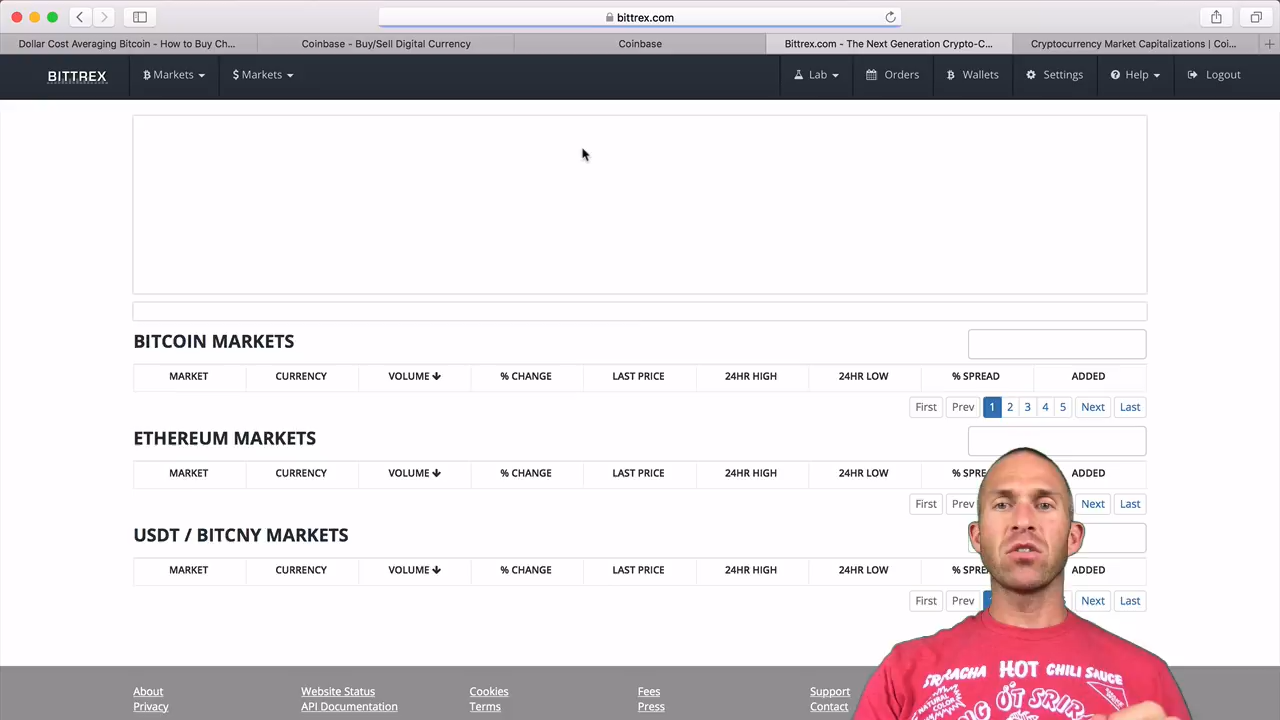 bittrex.com
Dollar Cost Averaging Bitcoin - How to Buy Ch...
Coinbase - Buy/Sell Digital Currency
Coinbase
Bittrex.com - The Next Generation Crypto-C...
Cryptocurrency Market Capitalizations | Coi...
BITTREX
Ƀ Markets
$ Markets
Lab
Orders
Wallets
Settings
Help
Logout
BITCOIN MARKETS
MARKET CURRENCY VOLUME % CHANGE LAST PRICE 24HR HIGH 24HR LOW % SPREAD ADDED
First Prev 1 2 3 4 5 Next Last
ETHEREUM MARKETS
MARKET CURRENCY VOLUME % CHANGE LAST PRICE 24HR HIGH 24HR LOW % SPRE ADDED
First Prev Next Last
USDT / BITCNY MARKETS
MARKET CURRENCY VOLUME % CHANGE LAST PRICE 24HR HIGH 24HR LOW % SPRE ADDED
First Prev Next Last
About Website Status Cookies Fees Support
Privacy API Documentation Terms Press Contact
SRIRACHA HOT CHILI SAUCE